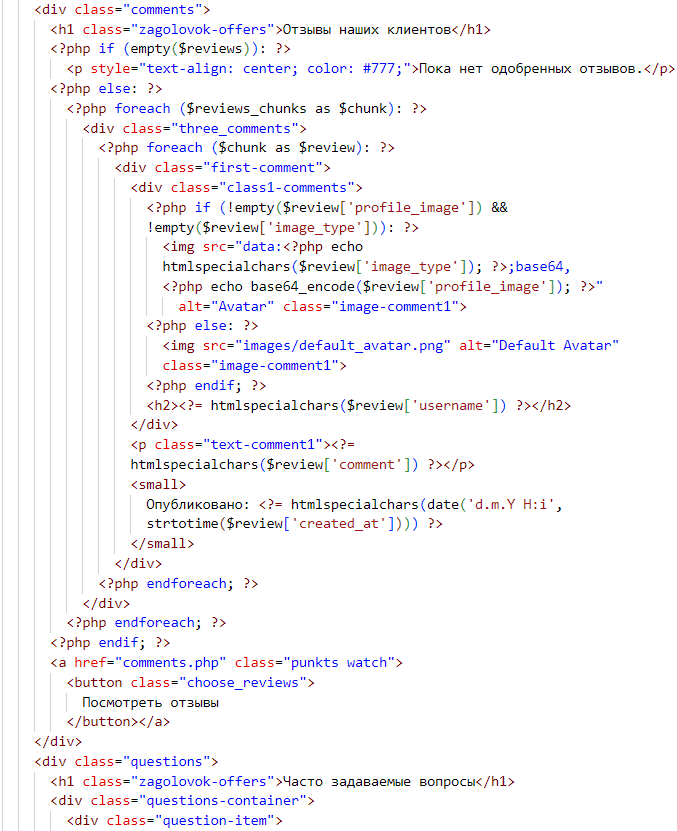 <div class="comments">
<h1 class="zagolovok-offers">Отзывы наших клиентов</h1>
<?php if (empty($reviews)): ?>
<p style="text-align: center; color: #777;">Пока нет одобренных отзывов.</p>
<?php else: ?>
<?php foreach ($reviews_chunks as $chunk): ?>
<div class="three_comments">
<?php foreach ($chunk as $review): ?>
<div class="first-comment">
<div class="class1-comments">
<?php if (!empty($review['profile_image']) &&
!empty($review['image_type'])): ?>
<img src="data:<?php echo
htmlspecialchars($review['image_type']); ?>;base64,
<?php echo base64_encode($review['profile_image']); ?>"
alt="Avatar" class="image-comment1">
<?php else: ?>
<img src="images/default_avatar.png" alt="Default Avatar"
class="image-comment1">
<?php endif; ?>
<h2><?= htmlspecialchars($review['username']) ?></h2>
</div>
<p class="text-comment1"><?=
htmlspecialchars($review['comment']) ?></p>
<small>
Опубликовано: <?= htmlspecialchars(date('d.m.Y H:i',
strtotime($review['created_at']))) ?>
</small>
</div>
<?php endforeach; ?>
</div>
<?php endforeach; ?>
<?php endif; ?>
<a href="comments.php" class="punkts watch">
<button class="choose_reviews">
Посмотреть отзывы
</button></a>
</div>
<div class="questions">
<h1 class="zagolovok-offers">Часто задаваемые вопросы</h1>
<div class="questions-container">
<div class="question-item">